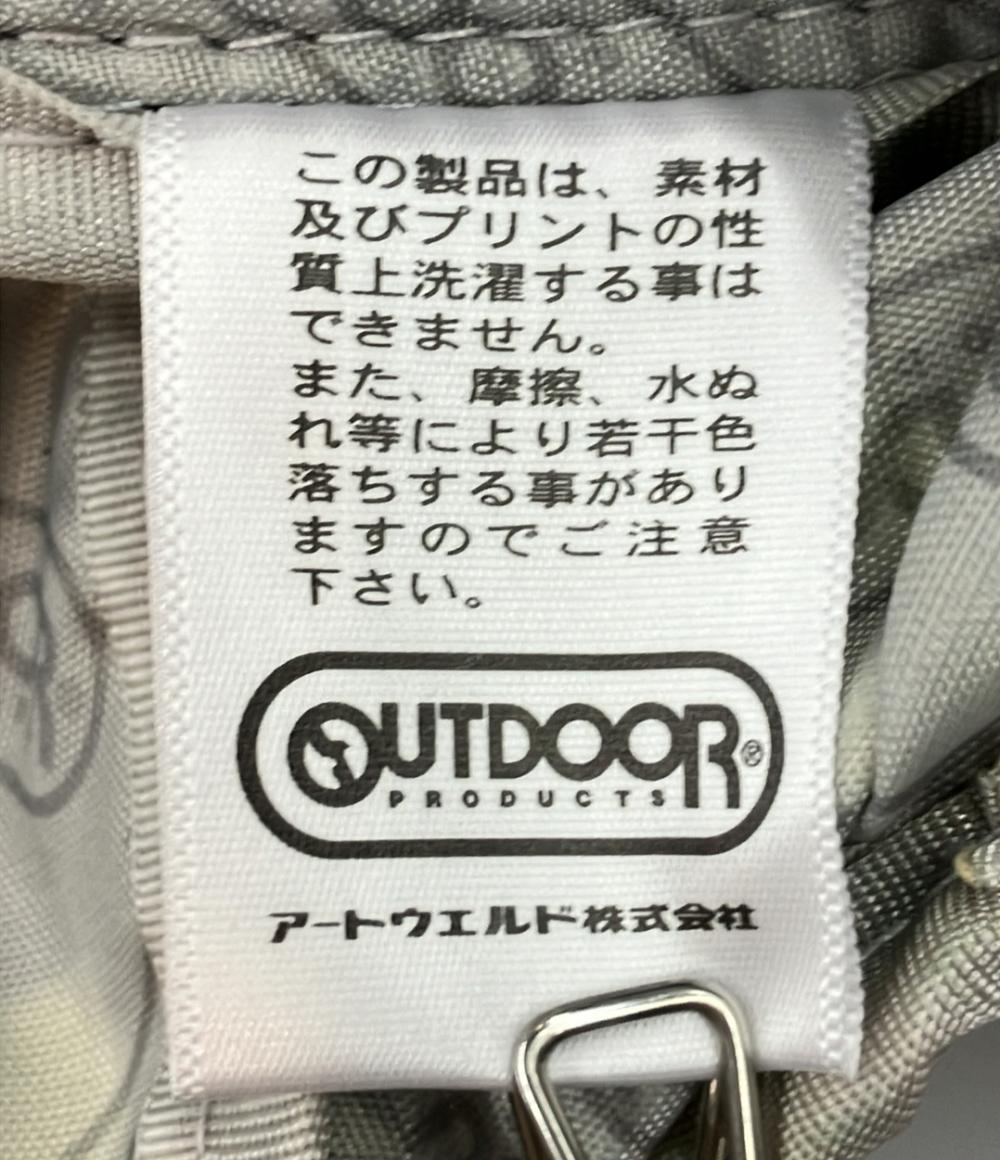 この製品は、素材
及びプリントの性
質上洗濯する事は
できません。
また、摩擦、水ぬ
れ等により若干色
落ちする事があり
ますのでご注意
下さい。
OUTDOOR®
PRODUCTS
アートウエルド株式会社